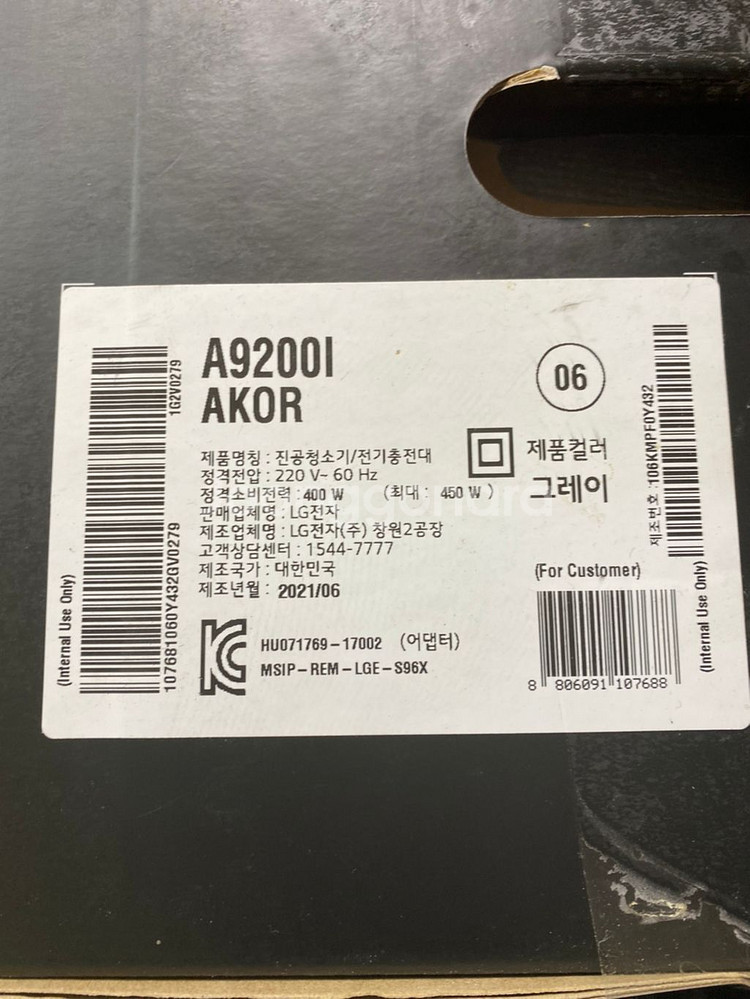 A9200I
AKOR
06
제품명칭 : 진공청소기/전기충전대
정격전압 : 220 V~ 60 Hz
정격소비전력 : 400 W (최대 : 450 W )
판매업체명 : LG전자
제조업체명 : LG전자(주) 창원2공장
고객상담센터 : 1544-7777
제조국가 : 대한민국
제조년월 : 2021/06
제품컬러
그레이
HU071769-17002 (어댑터)
MSIP-REM-LGE-S96X
(For Customer)
8 806091 107688
(Internal Use Only)
107681060Y432GV0279
1G2V0279
제조번호 : 106KMPF0Y432
(Internal Use Only)